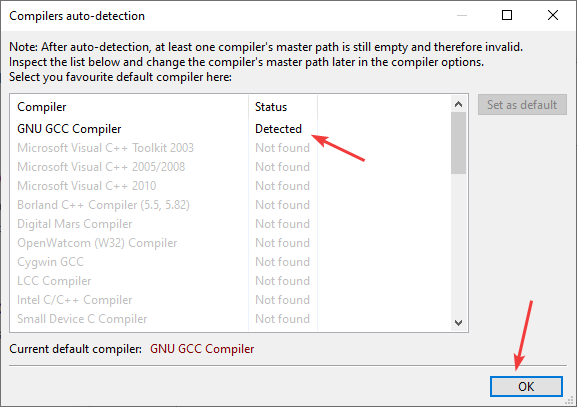 Compilers auto-detection
Note: After auto-detection, at least one compiler's master path is still empty and therefore invalid.
Inspect the list below and change the compiler's master path later in the compiler options.
Select you favourite default compiler here:
Compiler Status
Set as default
GNU GCC Compiler Detected
Microsoft Visual C++ Toolkit 2003 Not found
Microsoft Visual C++ 2005/2008 Not found
Microsoft Visual C++ 2010 Not found
Borland C++ Compiler (5.5, 5.82) Not found
Digital Mars Compiler Not found
OpenWatcom (W32) Compiler Not found
Cygwin GCC Not found
LCC Compiler Not found
Intel C/C++ Compiler Not found
Small Device C Compiler Not found
Current default compiler: GNU GCC Compiler
OK